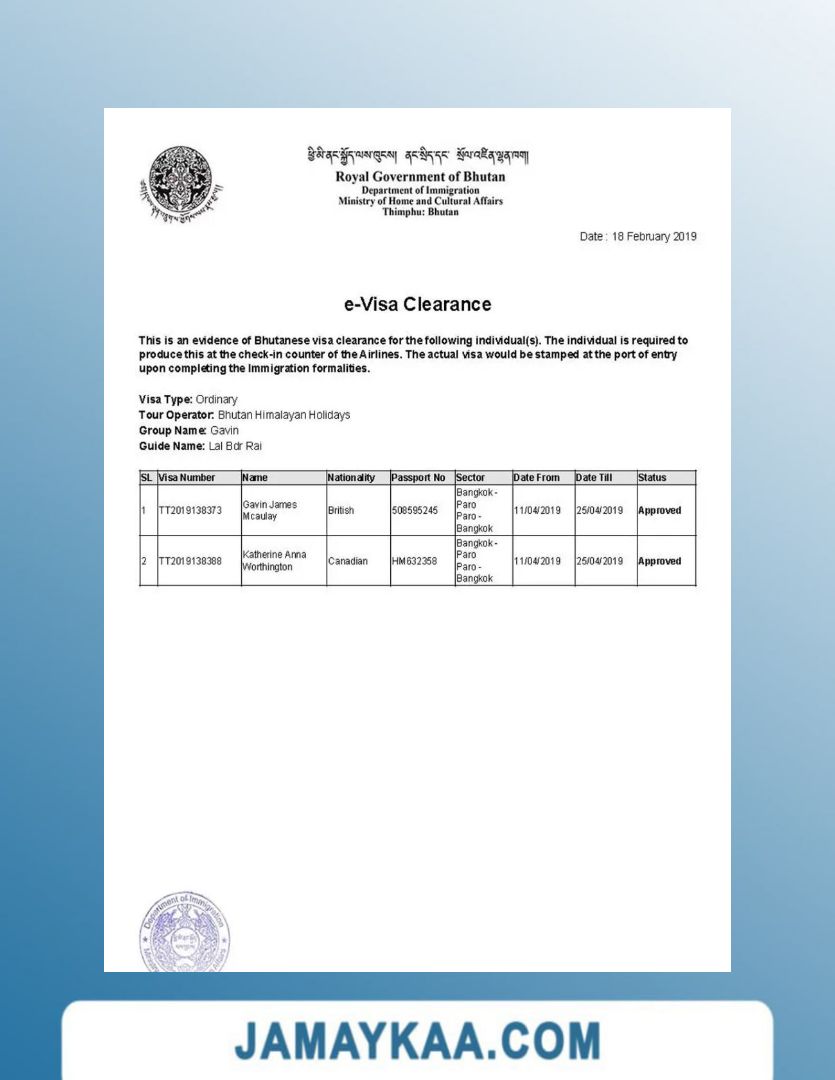 ཕྱི་མི་ནང་སྐྱོད་ལས་ཁུངས། ནང་སྲིད་དང་ སྲོལ་འཛིན་ལྷན་ཁག།
Royal Government of Bhutan
Department of Immigration
Ministry of Home and Cultural Affairs
Thimphu: Bhutan
Date : 18 February 2019
e-Visa Clearance
This is an evidence of Bhutanese visa clearance for the following individual(s). The individual is required to
produce this at the check-in counter of the Airlines. The actual visa would be stamped at the port of entry
upon completing the Immigration formalities.
Visa Type: Ordinary
Tour Operator: Bhutan Himalayan Holidays
Group Name: Gavin
Guide Name: Lal Bdr Rai
SL Visa Number Name Nationality Passport No Sector Date From Date Till Status
1 TT2019138373 Gavin James Mcaulay British 508595245 Bangkok - Paro Paro - Bangkok 11/04/2019 25/04/2019 Approved
2 TT2019138388 Katherine Anna Worthington Canadian HM632358 Bangkok - Paro Paro - Bangkok 11/04/2019 25/04/2019 Approved
Department of Immigration
JAMAYKAA.COM